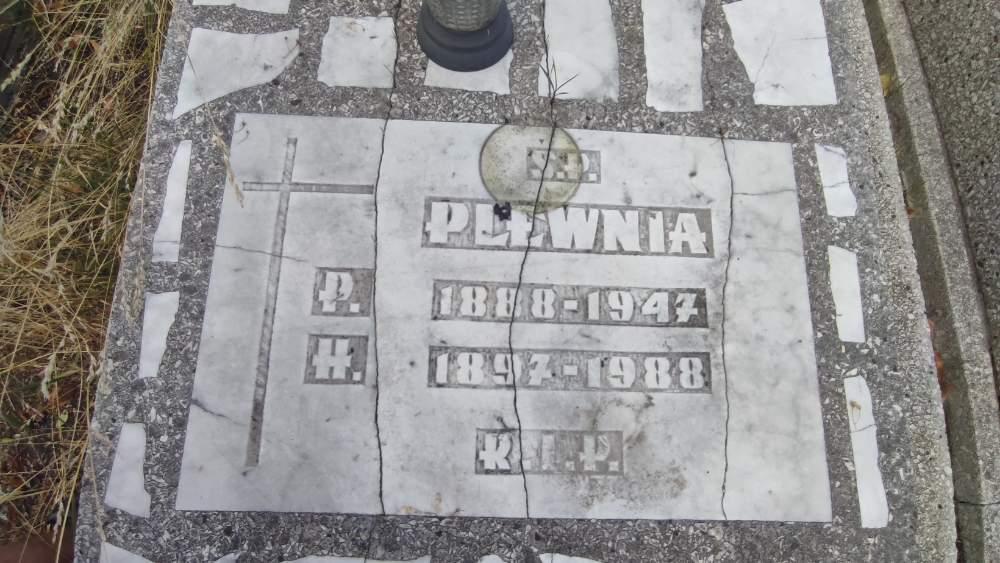 Ś.P.
PLEWNIA
P. 1888-1947
H. 1897-1988
R.I.P.